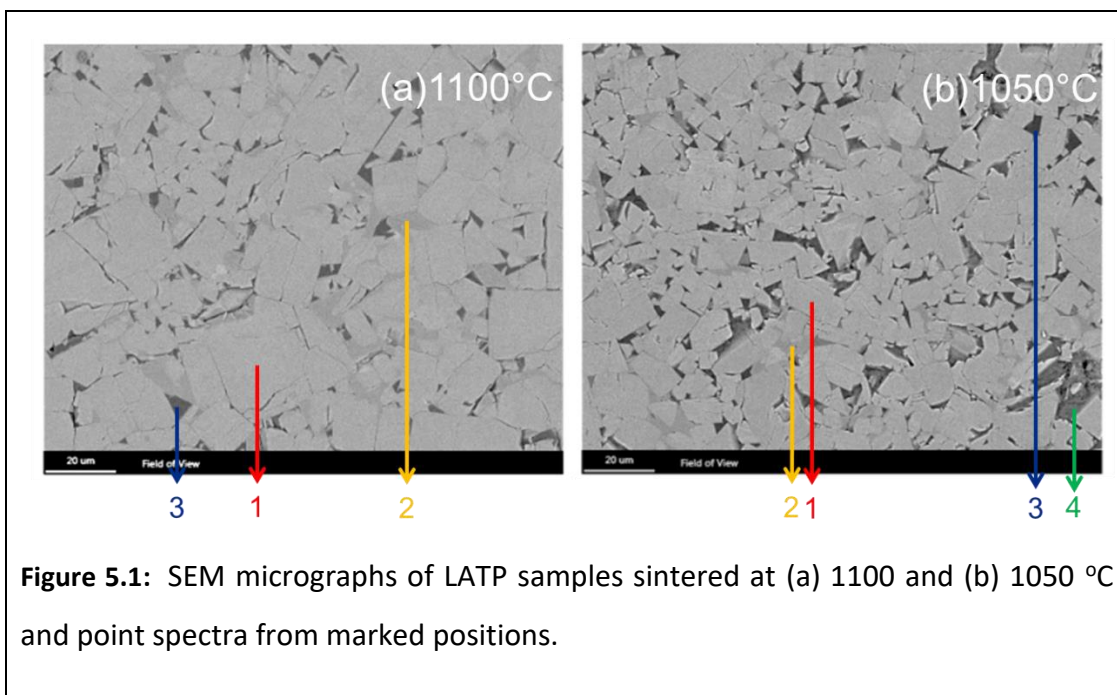 (a)1100°C
(b)1050°C
20 um Field of View
20 um Field of View
3 1 2
2 1 3 4
Figure 5.1: SEM micrographs of LATP samples sintered at (a) 1100 and (b) 1050 ºC
and point spectra from marked positions.